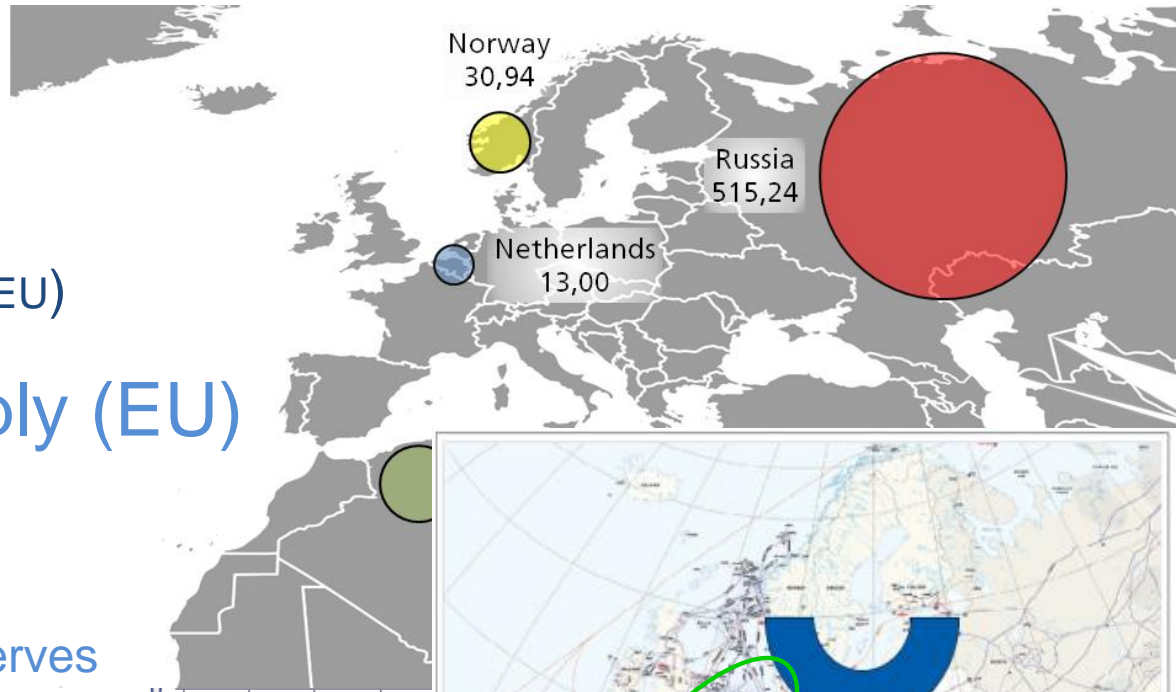 Norway
30,94
Russia
515,24
Netherlands
13,00
EU)
ply (EU)
erves